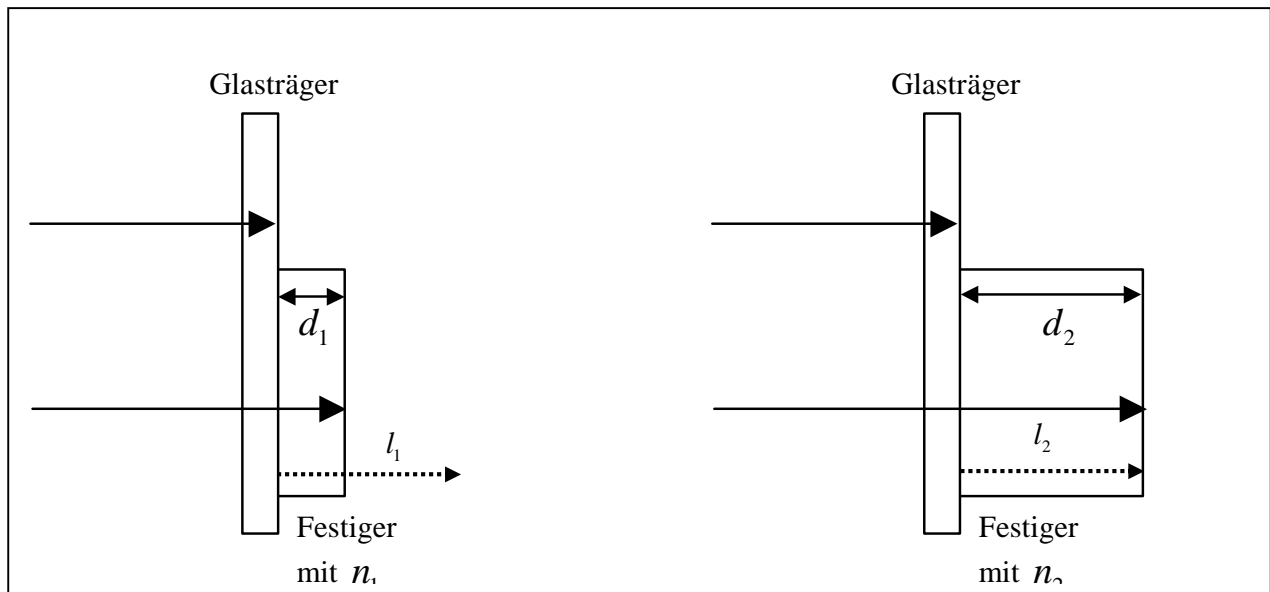 Glasträger
d₁
l₁
Festiger
mit n₁
Glasträger
d₂
l₂
Festiger
mit n₂